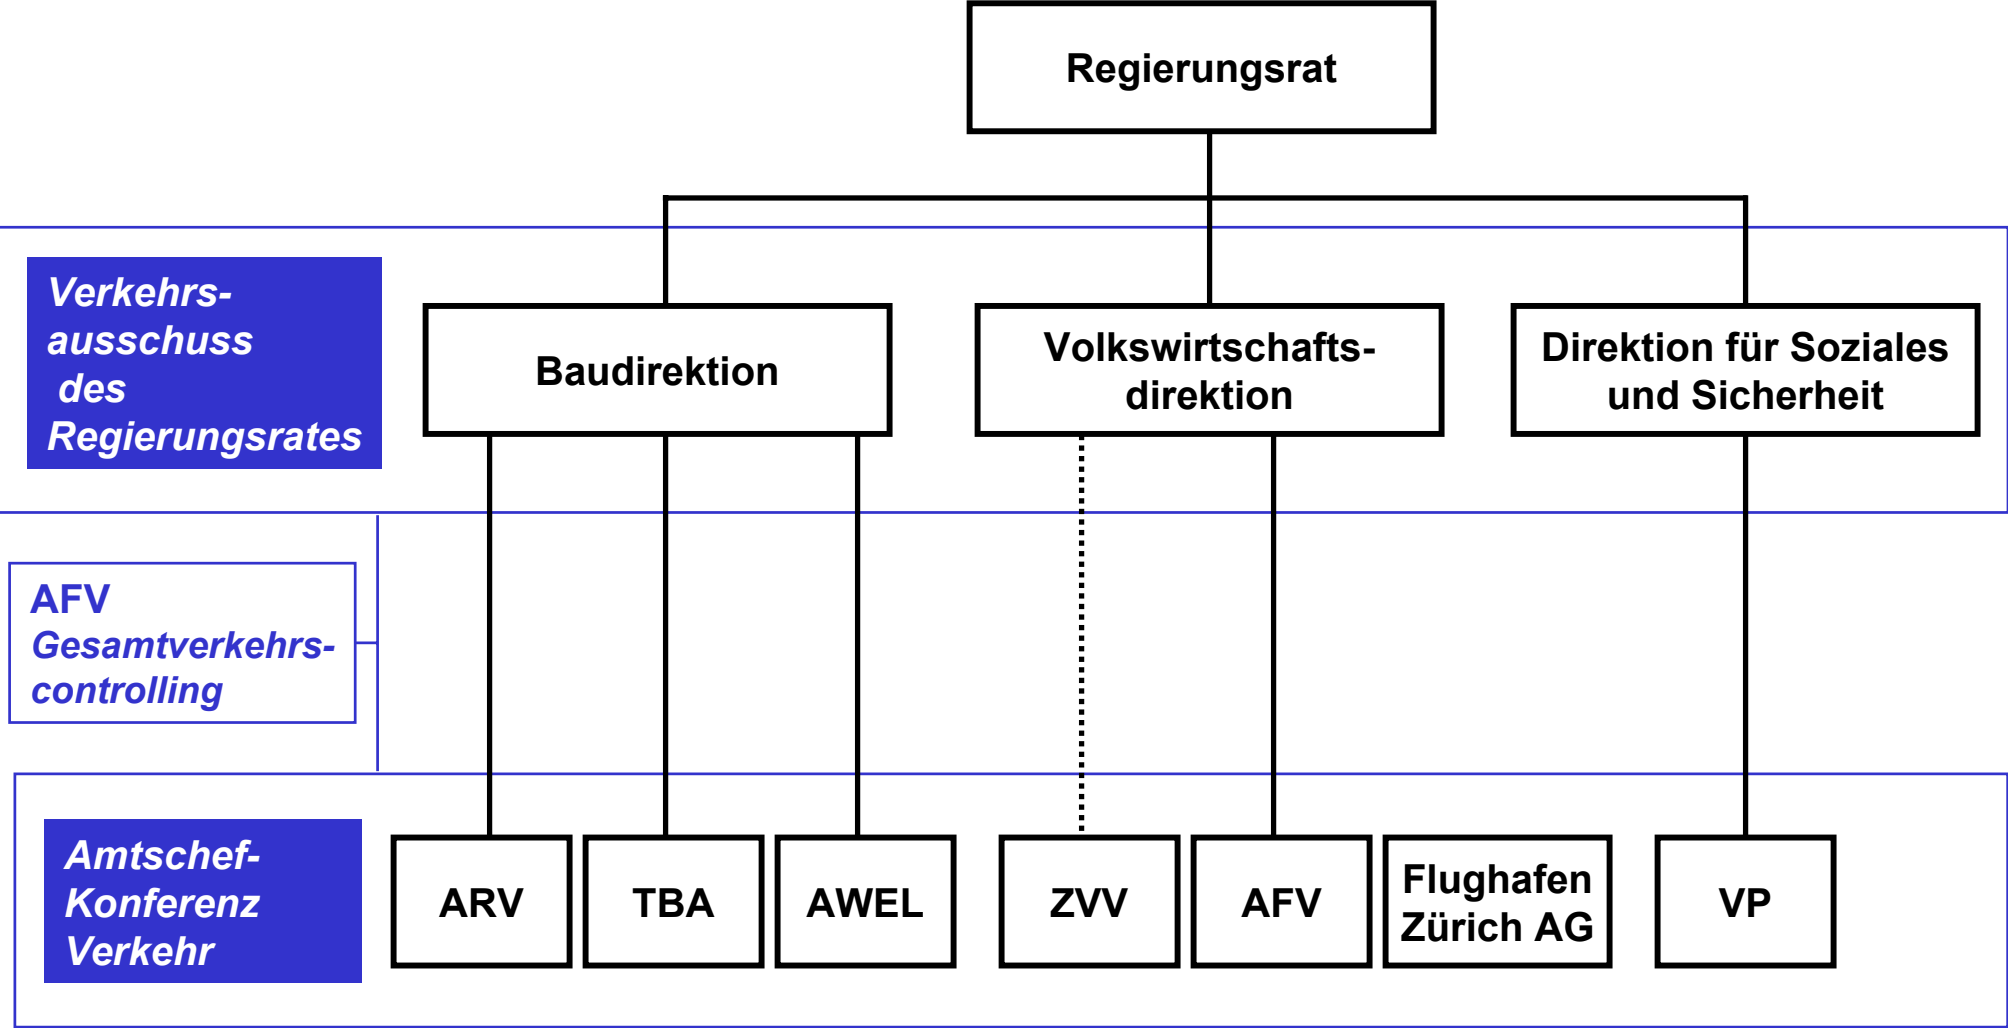 Regierungsrat
Verkehrs-
ausschuss
des
Regierungsrates
Baudirektion
Volkswirtschafts-
direktion
Direktion für Soziales
und Sicherheit
AFV
Gesamtverkehrs-
controlling
Amtschef-
Konferenz
Verkehr
ARV
TBA
AWEL
ZVV
AFV
Flughafen
Zürich AG
VP